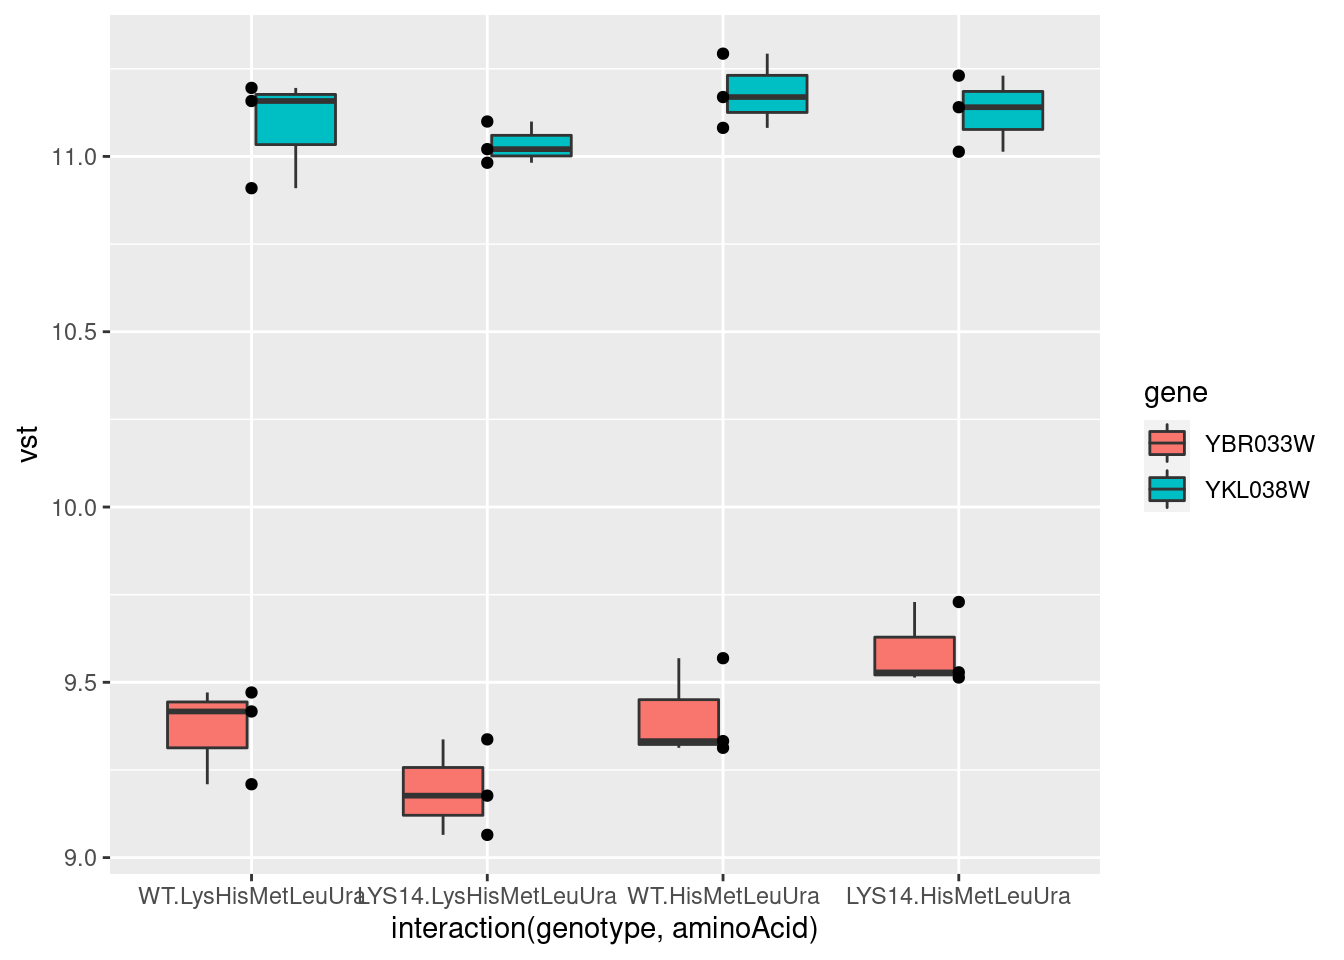 11.0
10.5
10.0
9.5
9.0
vst
WT.LysHisMetLeuUra
LYS14.LysHisMetLeuUra
WT.HisMetLeuUra
LYS14.HisMetLeuUra
interaction(genotype, aminoAcid)
gene
YBR033W
YKL038W